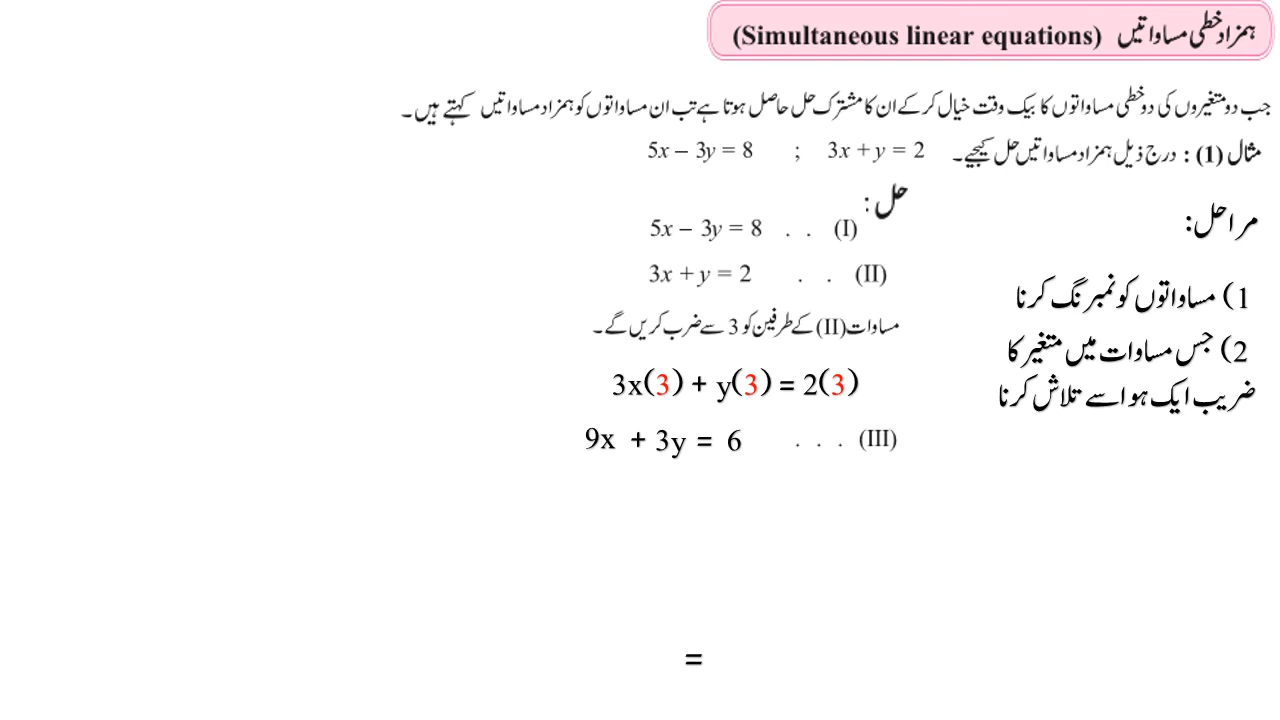 ہمزاد خطی مساواتیں (Simultaneous linear equations)
جب دو متغیروں کی دو خطی مساواتوں کا بیک وقت خیال کرکے ان کا مشترک حل حاصل ہوتا ہے تب ان مساواتوں کو ہمزاد مساواتیں کہتے ہیں۔
مثال (1) : درج ذیل ہمزاد مساواتیں حل کیجیے۔ 5x – 3y = 8 ; 3x + y = 2
حل :
5x – 3y = 8 . . (I)
3x + y = 2 . . (II)
مساوات (II) کے طرفین کو 3 سے ضرب کریں گے۔
3x(3) + y(3) = 2(3)
9x + 3y = 6 . . . (III)
=
مراحل:
1) مساواتوں کو نمبرنگ کرنا
2) جس مساوات میں متغیر کا
ضریب ایک ہو اسے تلاش کرنا